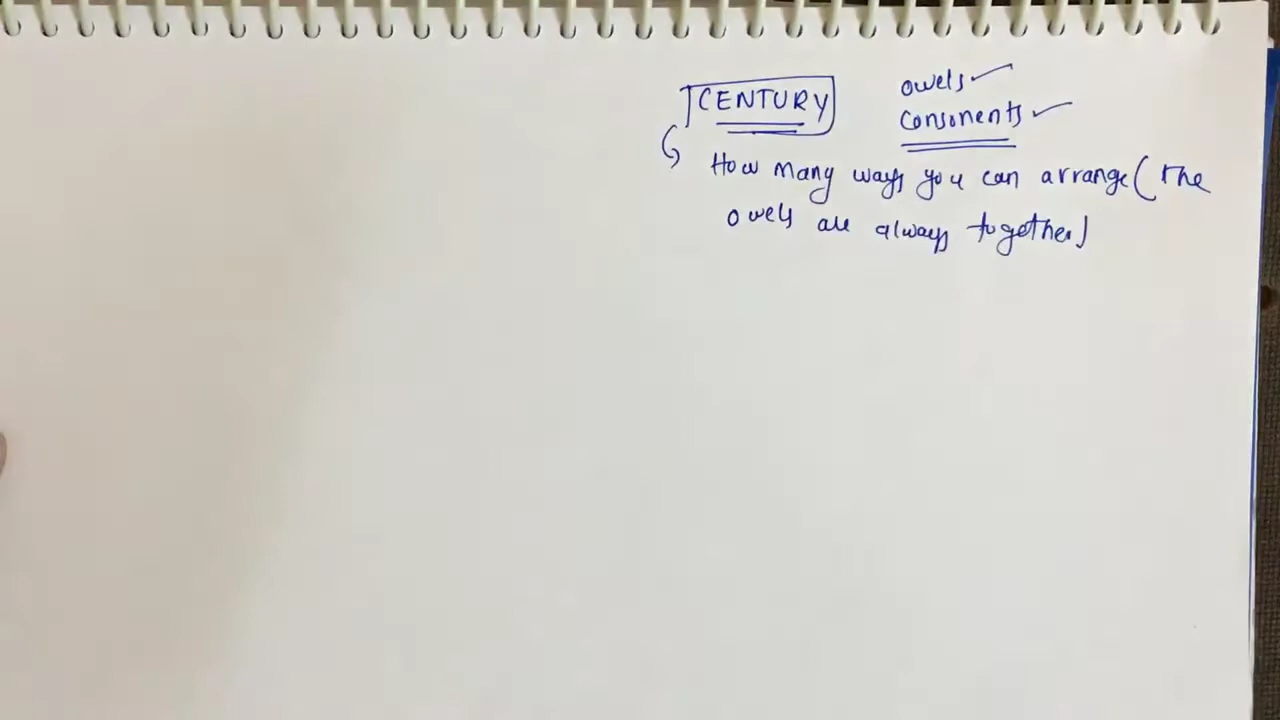 CENTURY
owels
Consonents
How many ways you can arrange ( the
owels are always together)